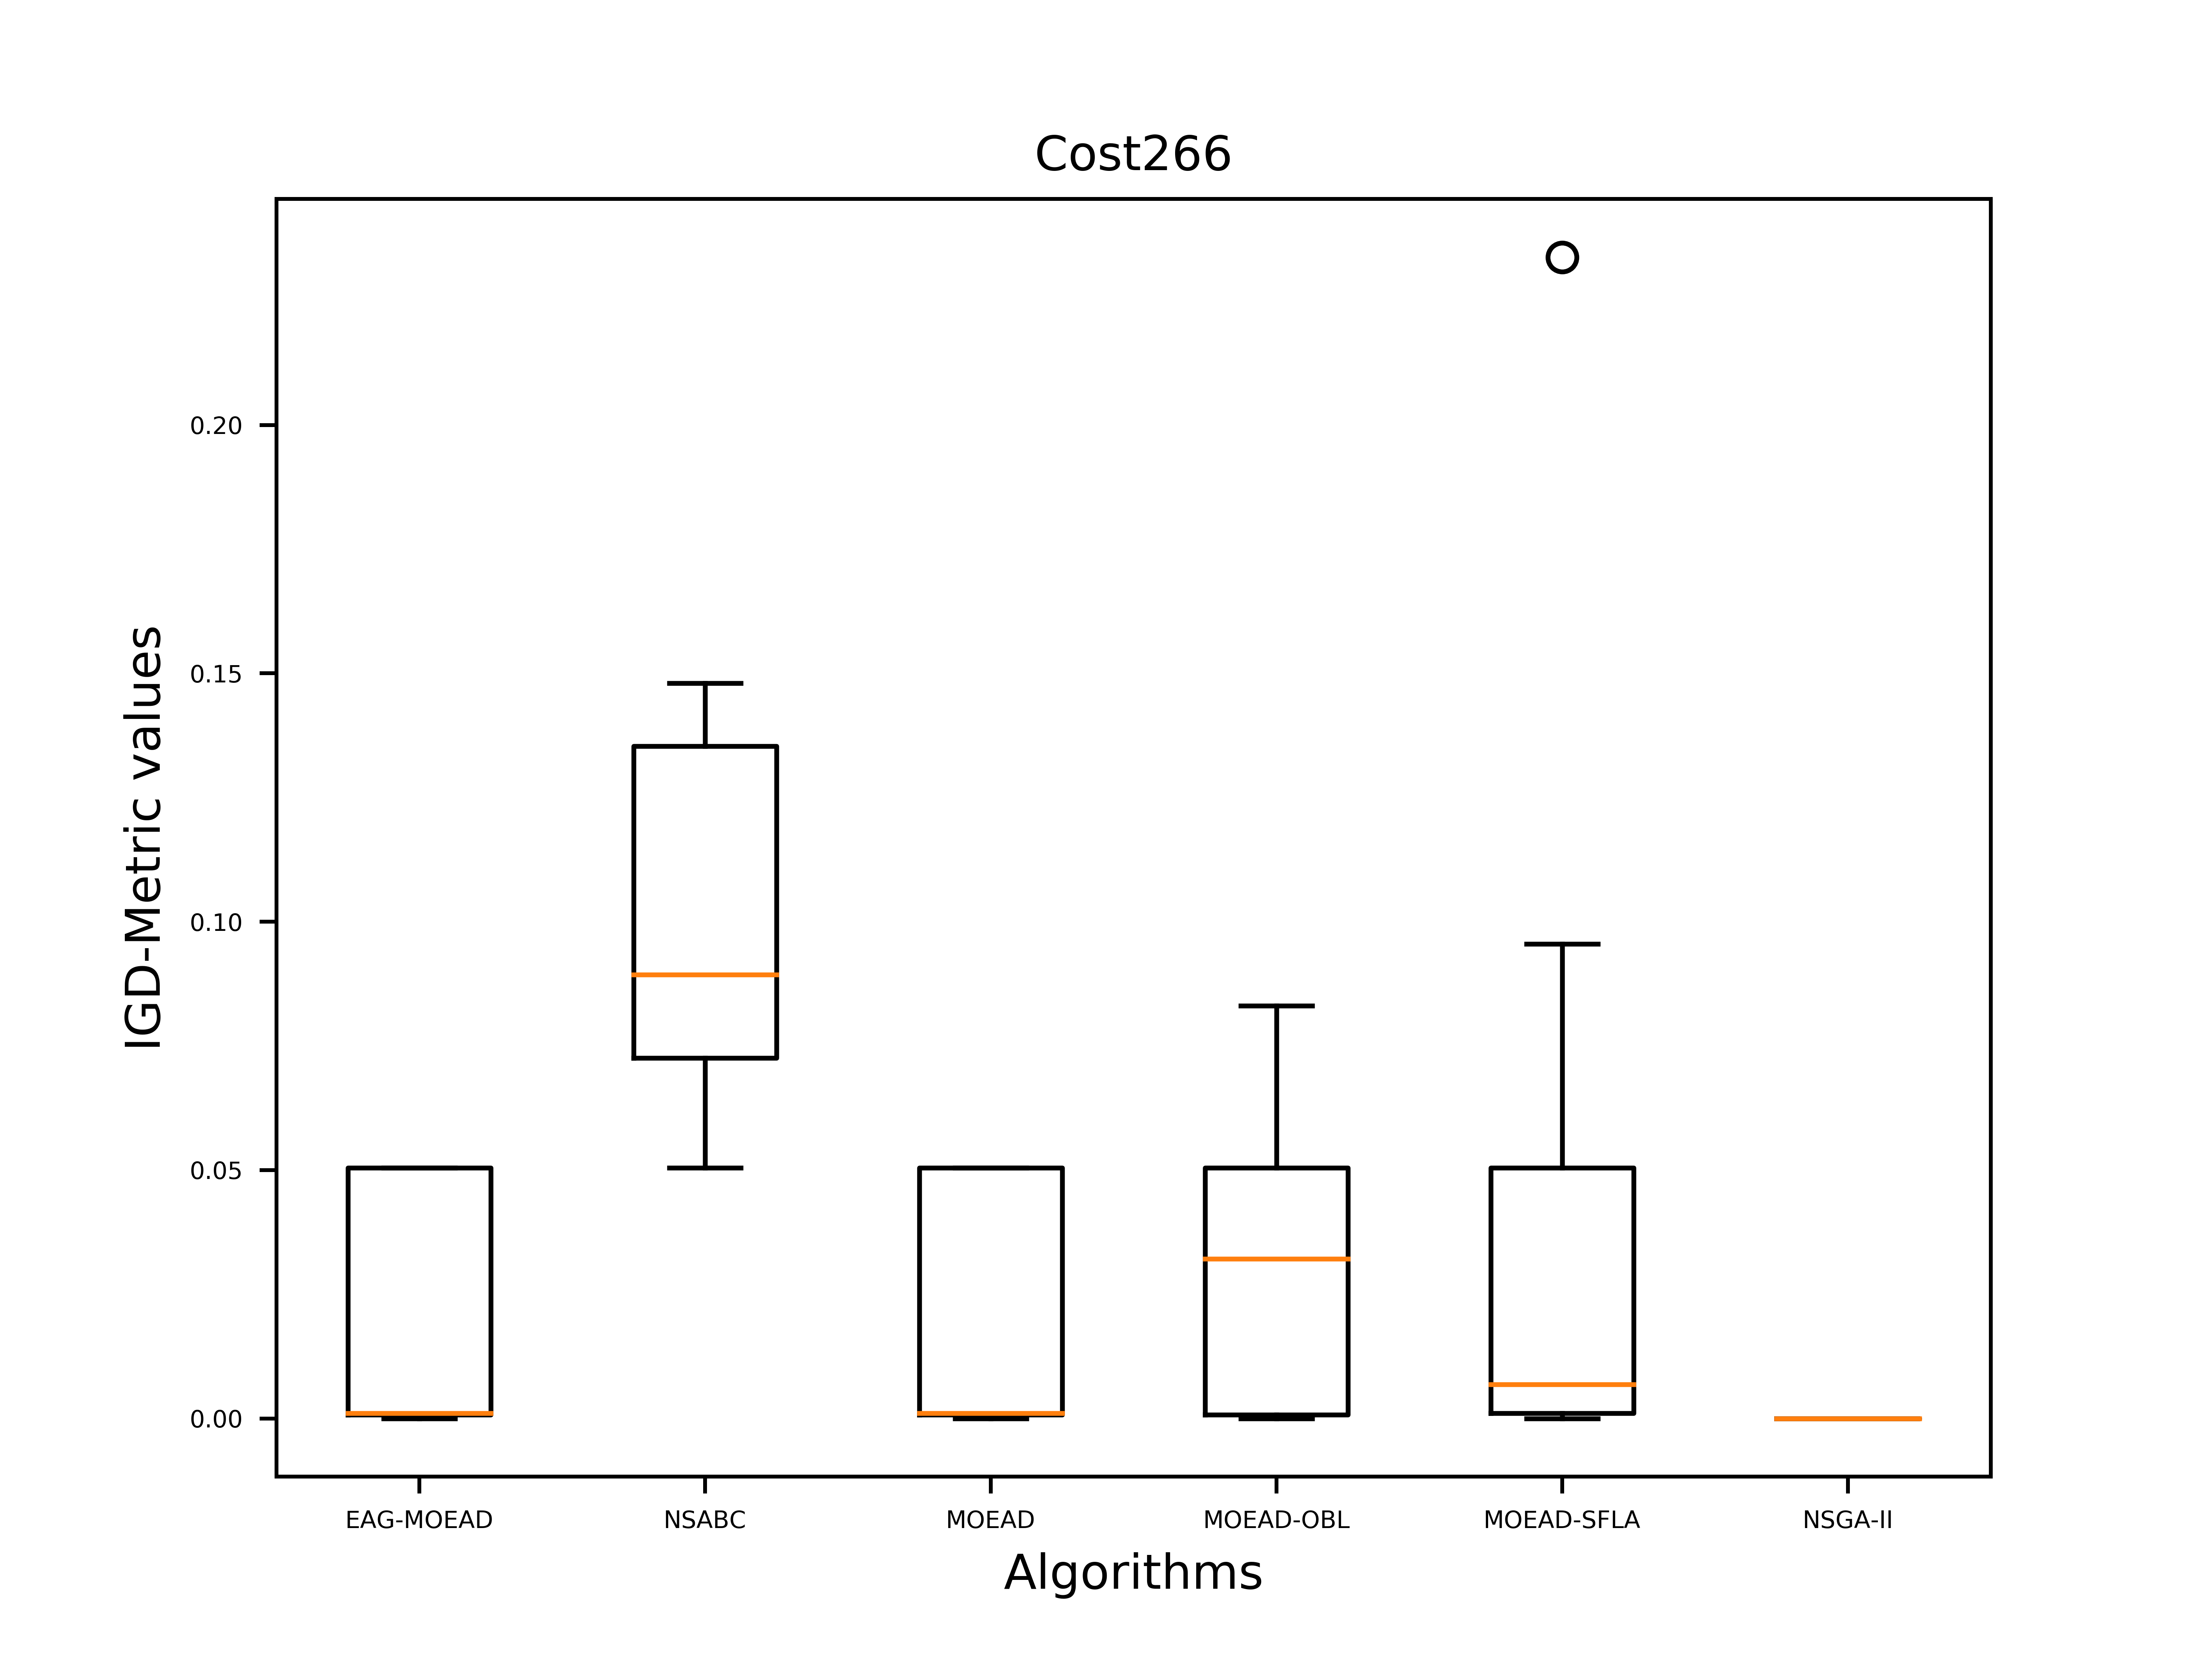 Cost266
IGD-Metric values
0.20
0.15
0.10
0.05
0.00
EAG-MOEAD NSABC MOEAD MOEAD-OBL MOEAD-SFLA NSGA-II
Algorithms